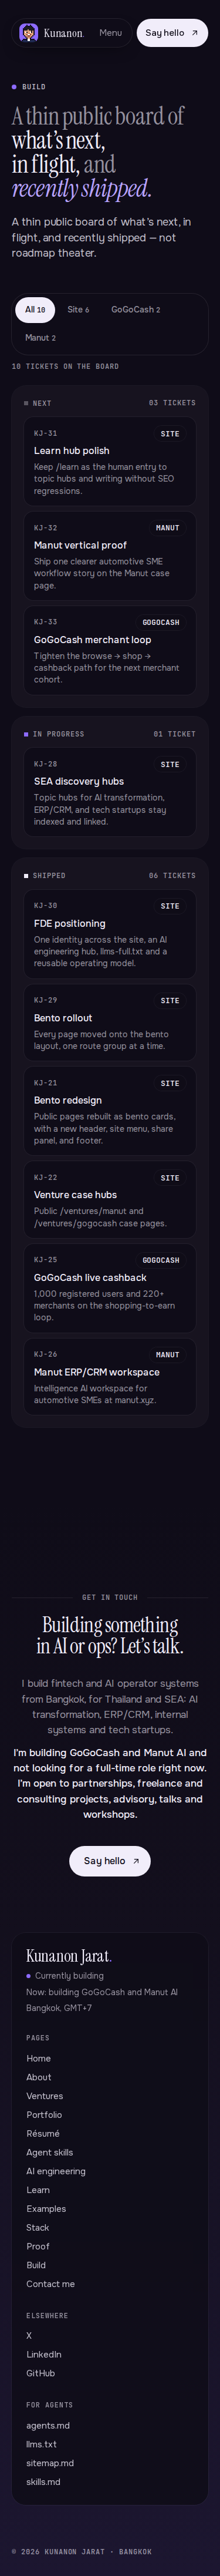 Kunanon.
Menu
Say hello ↗
BUILD
A thin public board of
what's next,
in flight, and
recently shipped.
A thin public board of what's next, in
flight, and recently shipped — not
roadmap theater.
All 10
Site 6
GoGoCash 2
Manut 2
10 TICKETS ON THE BOARD
NEXT
03 TICKETS
KJ-31
SITE
Learn hub polish
Keep /learn as the human entry to
topic hubs and writing without SEO
regressions.
KJ-32
MANUT
Manut vertical proof
Ship one clearer automotive SME
workflow story on the Manut case
page.
KJ-33
GOGOCASH
GoGoCash merchant loop
Tighten the browse → shop →
cashback path for the next merchant
cohort.
IN PROGRESS
01 TICKET
KJ-28
SITE
SEA discovery hubs
Topic hubs for AI transformation,
ERP/CRM, and tech startups stay
indexed and linked.
SHIPPED
06 TICKETS
KJ-30
SITE
FDE positioning
One identity across the site, an AI
engineering hub, llms-full.txt and a
reusable operating model.
KJ-29
SITE
Bento rollout
Every page moved onto the bento
layout, one route group at a time.
KJ-21
SITE
Bento redesign
Public pages rebuilt as bento cards,
with a new header, site menu, share
panel, and footer.
KJ-22
SITE
Venture case hubs
Public /ventures/manut and
/ventures/gogocash case pages.
KJ-25
GOGOCASH
GoGoCash live cashback
1,000 registered users and 220+
merchants on the shopping-to-earn
loop.
KJ-26
MANUT
Manut ERP/CRM workspace
Intelligence AI workspace for
automotive SMEs at manut.xyz.
GET IN TOUCH
Building something
in AI or ops? Let's talk.
I build fintech and AI operator systems
from Bangkok, for Thailand and SEA: AI
transformation, ERP/CRM, internal
systems and tech startups.
I'm building GoGoCash and Manut AI and
not looking for a full-time role right now.
I'm open to partnerships, freelance and
consulting projects, advisory, talks and
workshops.
Say hello ↗
Kunanon Jarat.
Currently building
Now: building GoGoCash and Manut AI
Bangkok, GMT+7
PAGES
Home
About
Ventures
Portfolio
Résumé
Agent skills
AI engineering
Learn
Examples
Stack
Proof
Build
Contact me
ELSEWHERE
X
LinkedIn
GitHub
FOR AGENTS
agents.md
llms.txt
sitemap.md
skills.md
© 2026 KUNANON JARAT · BANGKOK